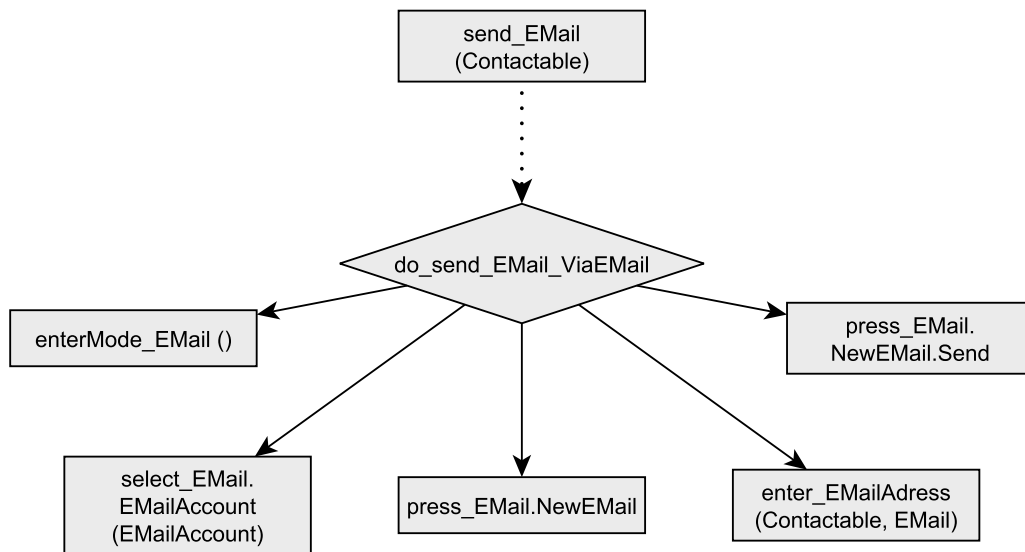 send_EMail
(Contactable)
do_send_EMail_ViaEMail
enterMode_EMail ()
press_EMail.
NewEMail.Send
select_EMail.
EMailAccount
(EMailAccount)
press_EMail.NewEMail
enter_EMailAdress
(Contactable, EMail)